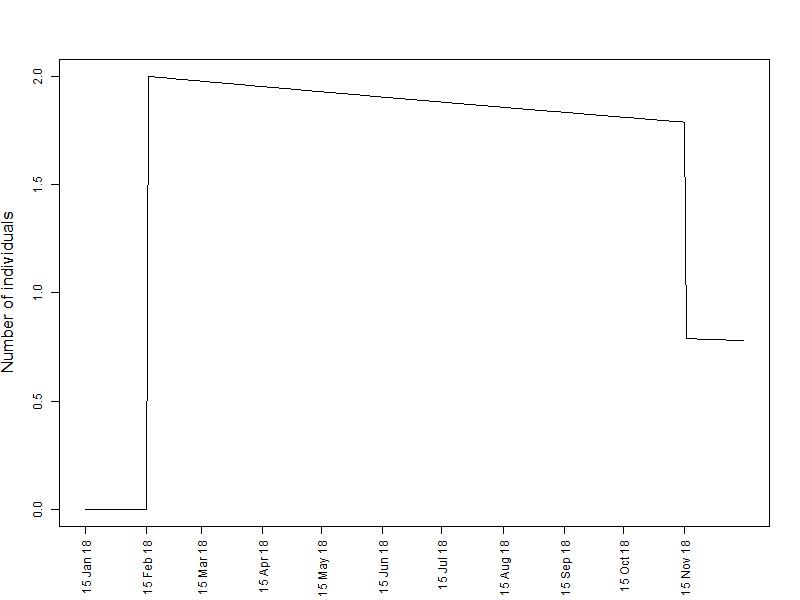 Number of individuals
2.0
1.5
1.0
0.5
0.0
15 Jan 18
15 Feb 18
15 Mar 18
15 Apr 18
15 May 18
15 Jun 18
15 Jul 18
15 Aug 18
15 Sep 18
15 Oct 18
15 Nov 18